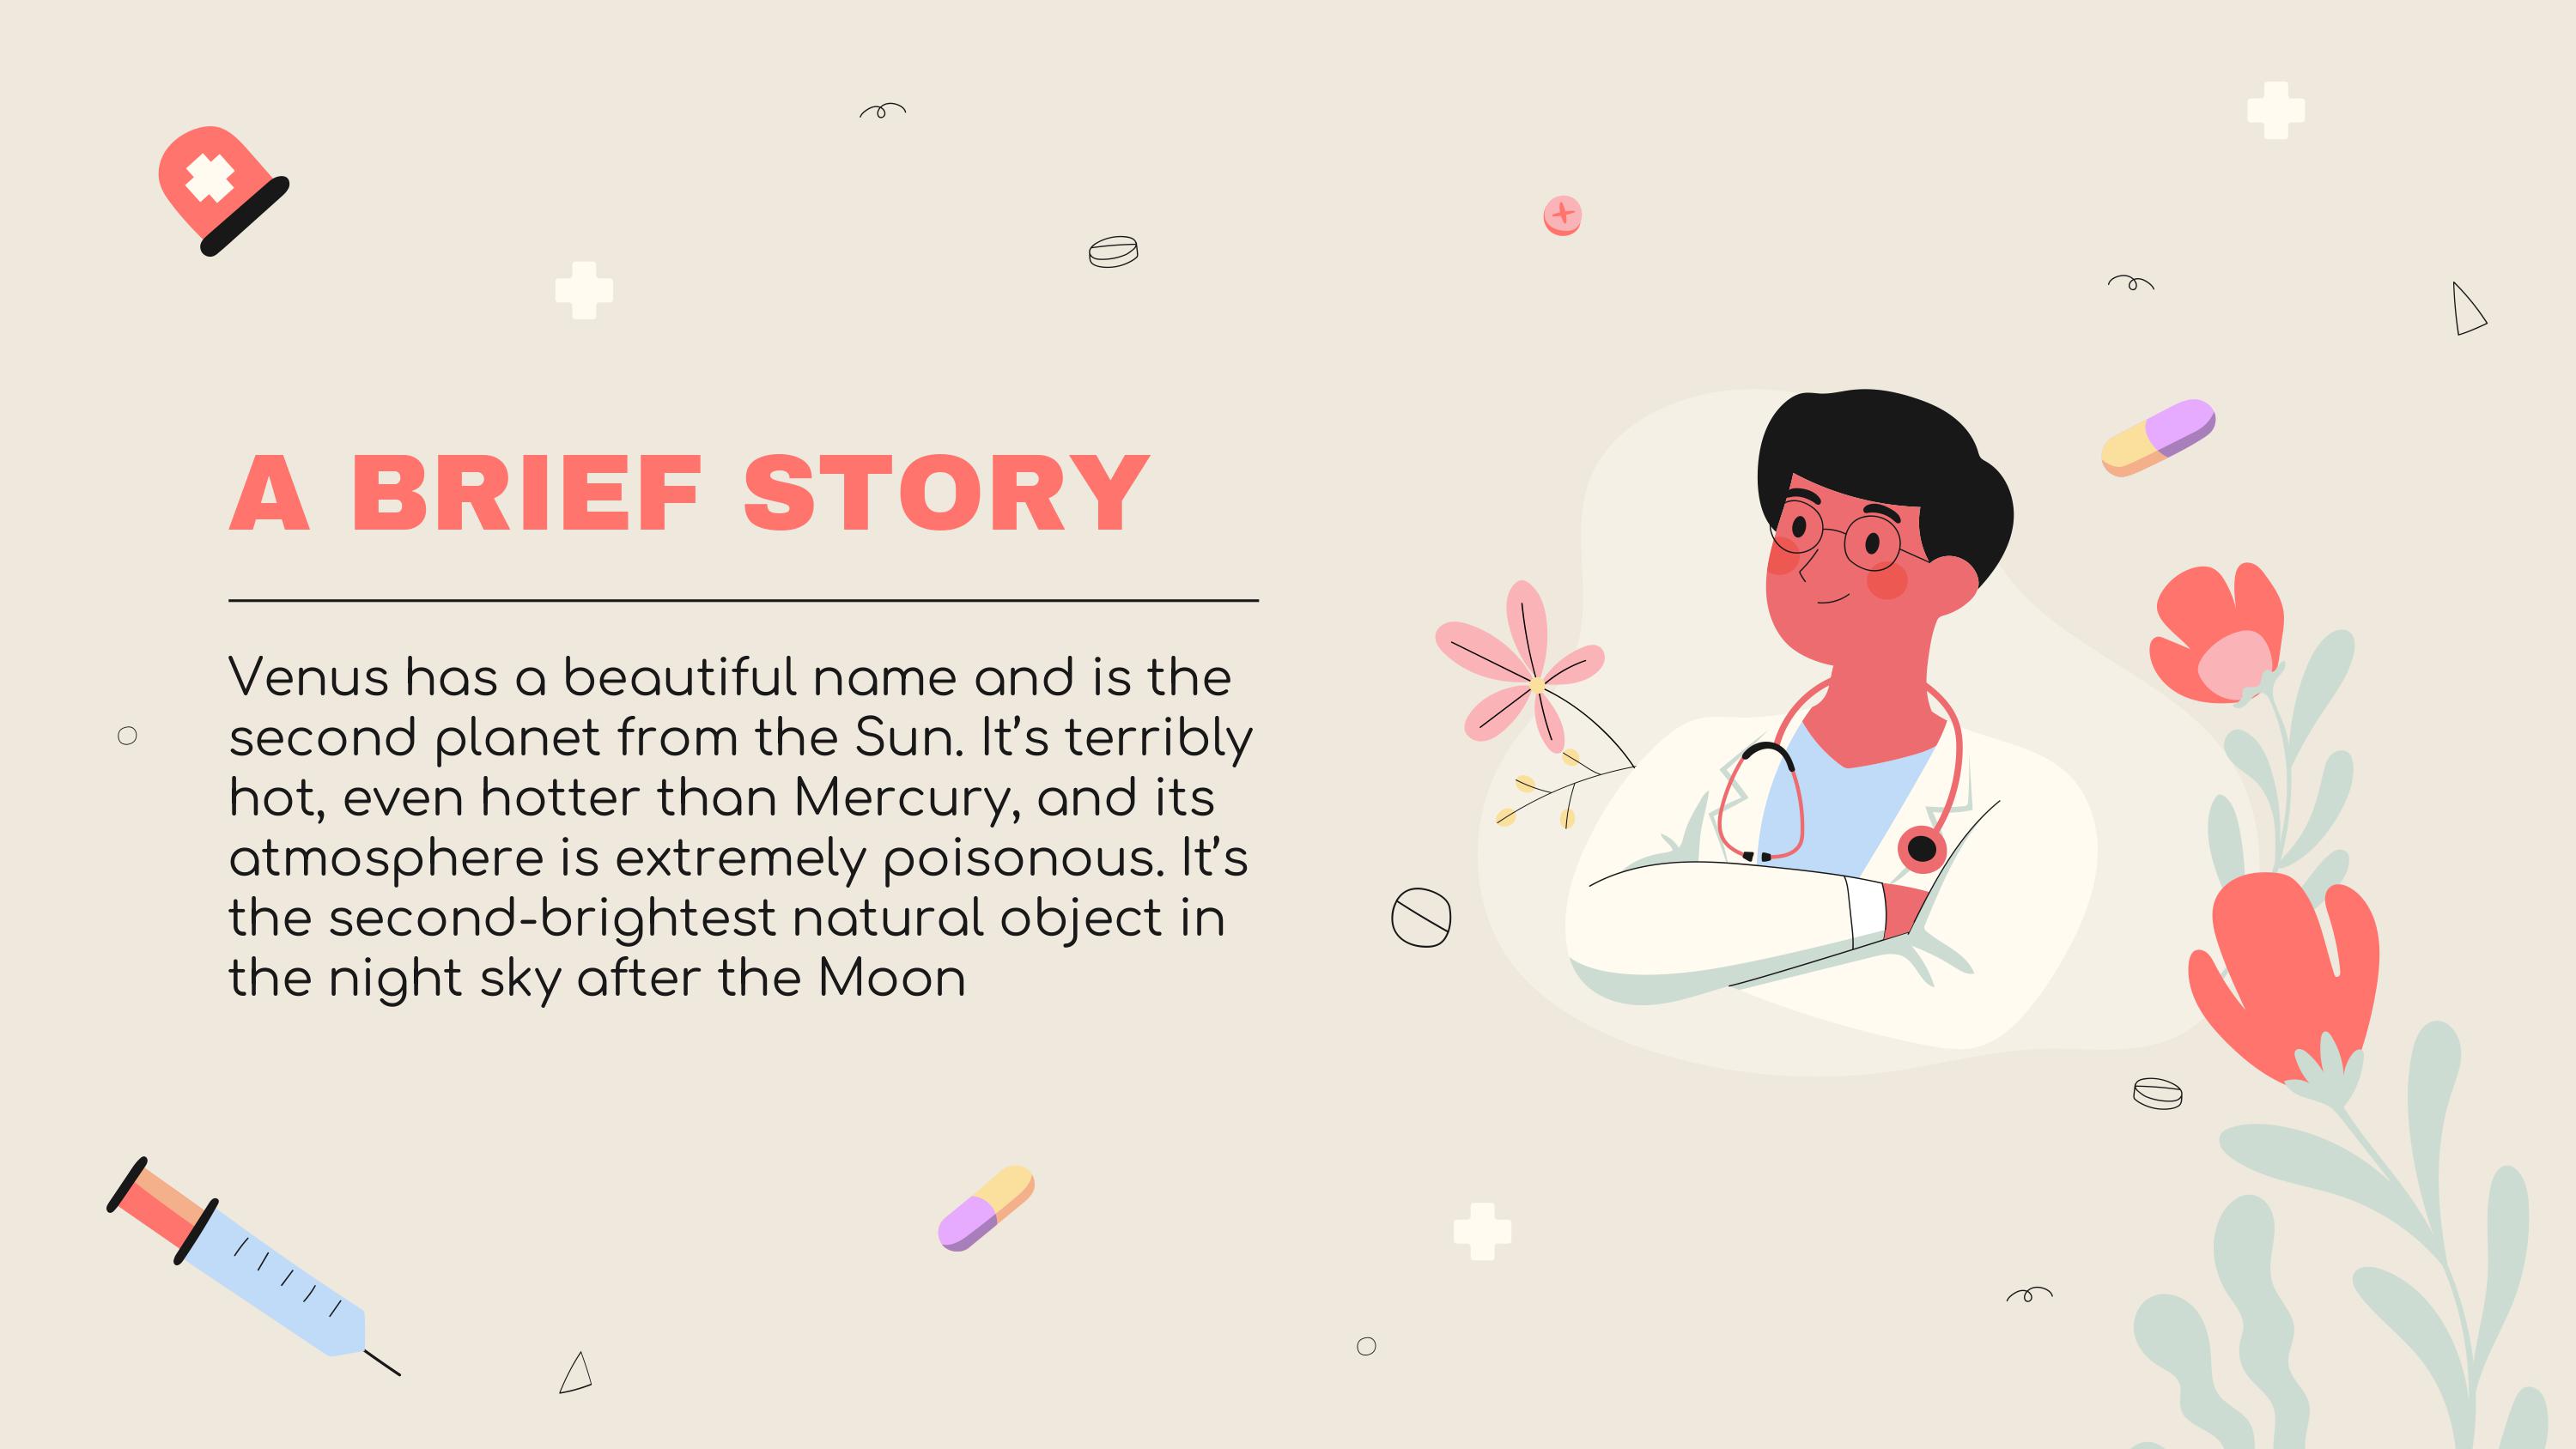 A BRIEF STORY
Venus has a beautiful name and is the
second planet from the Sun. It’s terribly
hot, even hotter than Mercury, and its
atmosphere is extremely poisonous. It’s
the second-brightest natural object in
the night sky after the Moon